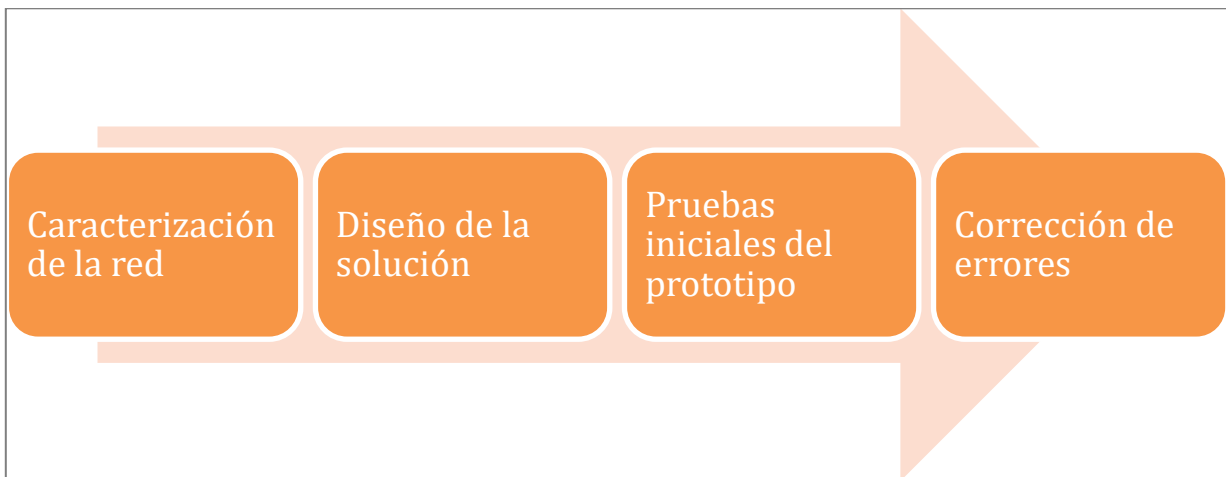 Caracterización
de la red
Diseño de la
solución
Pruebas
iniciales del
prototipo
Corrección de
errores